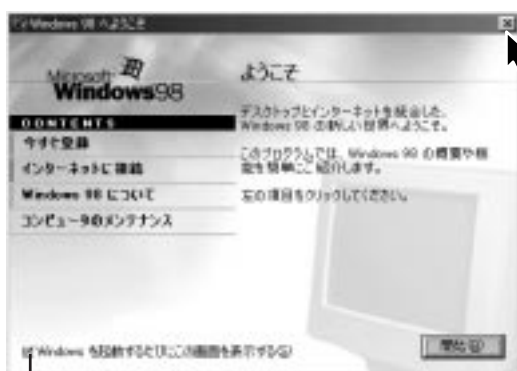 Windows 98 へようこそ
Microsoft
Windows98
CONTENTS
今すぐ登録
インターネットに接続
Windows 98 について
コンピュータのメンテナンス
ようこそ
デスクトップとインターネットを統合した、
Windows 98 の新しい世界へようこそ。
このプログラムでは、Windows 98 の概要や機
能を簡単にご紹介します。
左の項目をクリックしてください。
Windows を起動するたびにこの画面を表示する(S)
開始(B)